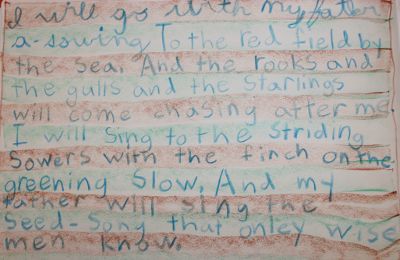 I will go with my father
a-sowing To the red field by
the sea. And the rooks and
the gulls and the Starlings
will come chasing after me.
I will Sing to the Striding
Sowers with the finch on the
greening Slow, And my
father will sing the
Seed-Song that onley wise
men know.